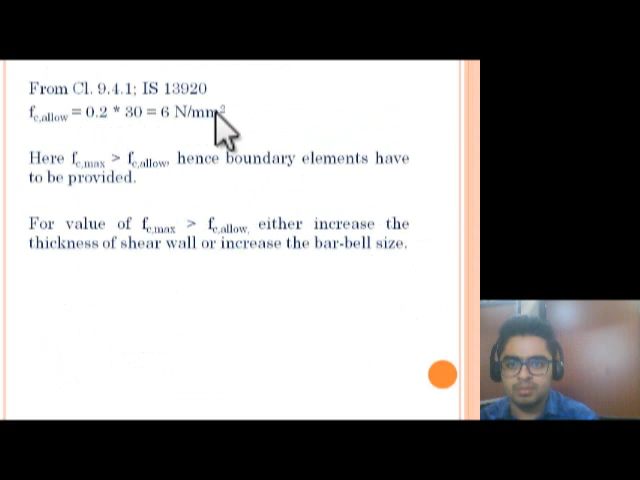 From Cl. 9.4.1; IS 13920
fc,allow = 0.2 * 30 = 6 N/mm2
Here fc,max > fc,allow, hence boundary elements have
to be provided.
For value of fc,max > fc,allow, either increase the
thickness of shear wall or increase the bar-bell size.